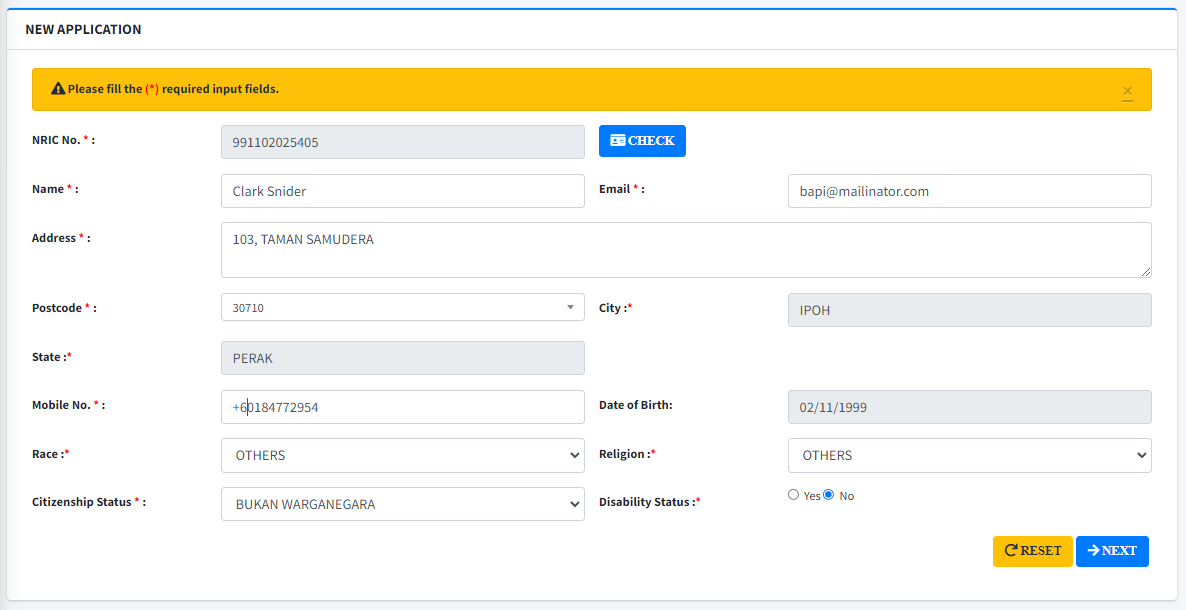 NEW APPLICATION
Please fill the (*) required input fields. ×
NRIC No. * : 991102025405 CHECK
Name * : Clark Snider Email * : bapi@mailinator.com
Address * : 103, TAMAN SAMUDERA
Postcode * : 30710 City :* IPOH
State :* PERAK
Mobile No. * : +60184772954 Date of Birth: 02/11/1999
Race :* OTHERS Religion :* OTHERS
Citizenship Status * : BUKAN WARGANEGARA Disability Status :* Yes No
RESET NEXT